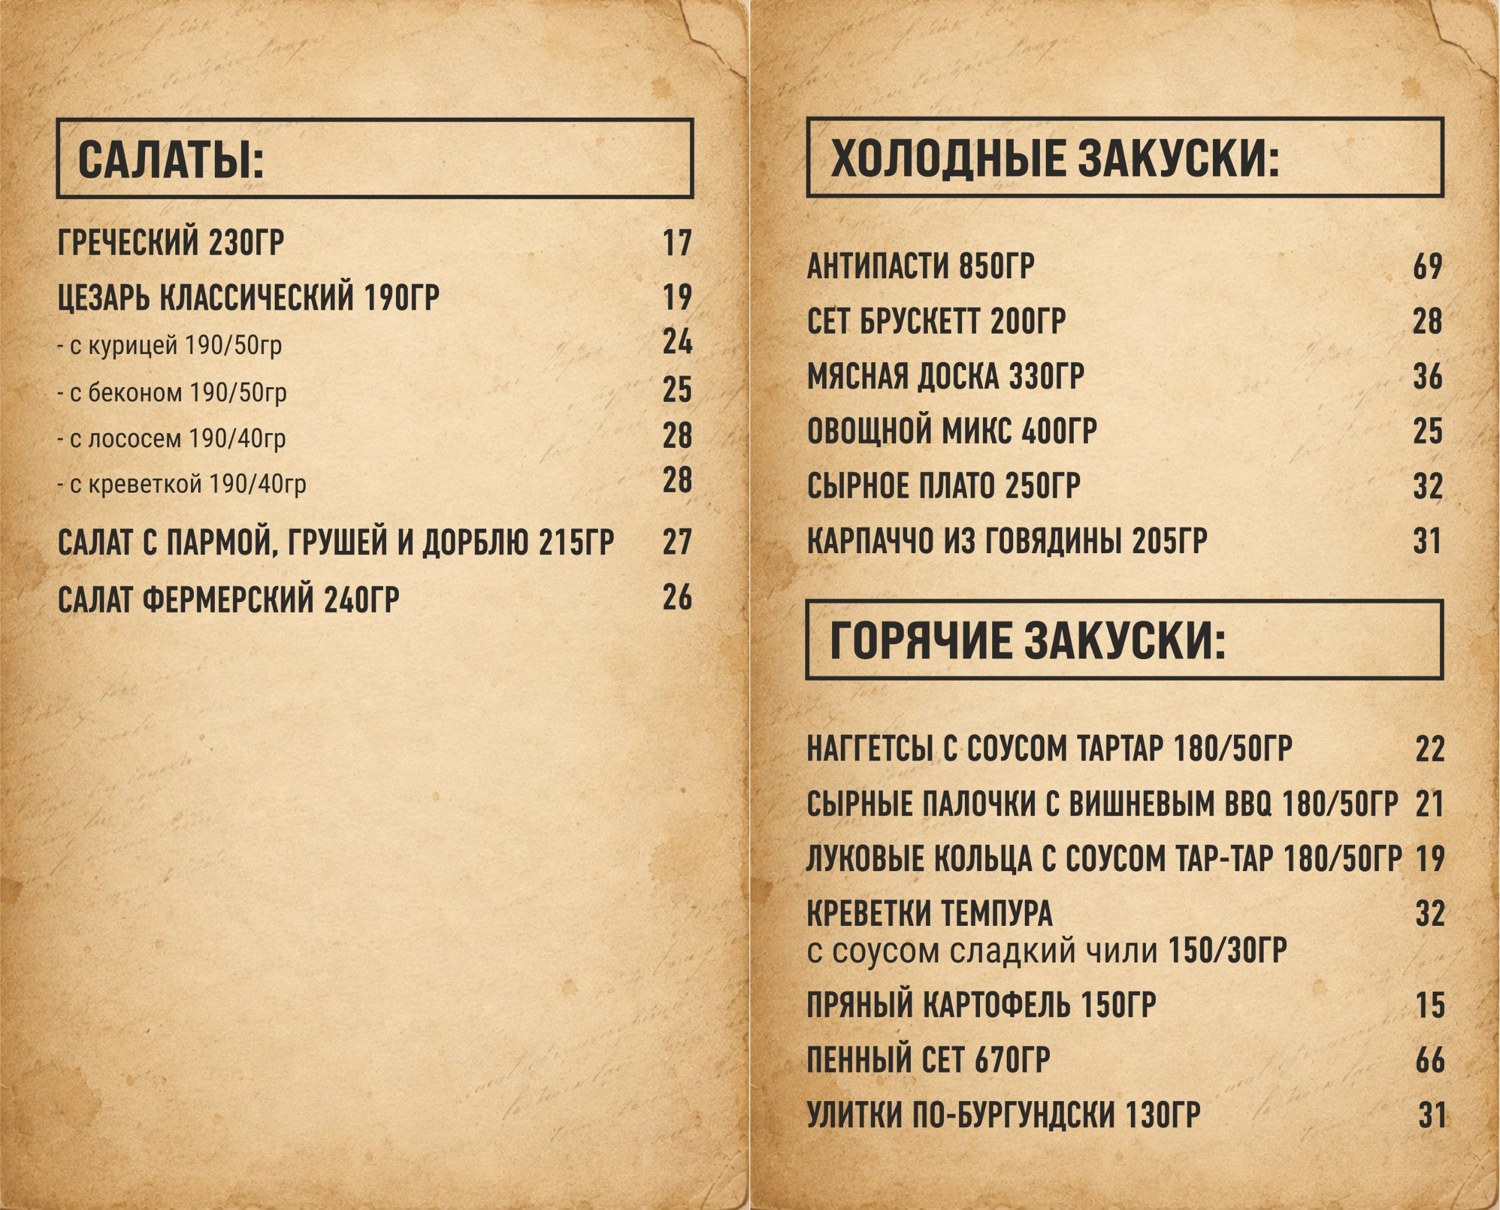 САЛАТЫ:
ГРЕЧЕСКИЙ 230ГР 17
ЦЕЗАРЬ КЛАССИЧЕСКИЙ 190ГР 19
- с курицей 190/50гр 24
- с беконом 190/50гр 25
- с лососем 190/40гр 28
- с креветкой 190/40гр 28
САЛАТ С ПАРМОЙ, ГРУШЕЙ И ДОРБЛЮ 215ГР 27
САЛАТ ФЕРМЕРСКИЙ 240ГР 26
ХОЛОДНЫЕ ЗАКУСКИ:
АНТИПАСТИ 850ГР 69
СЕТ БРУСКЕТТ 200ГР 28
МЯСНАЯ ДОСКА 330ГР 36
ОВОЩНОЙ МИКС 400ГР 25
СЫРНОЕ ПЛАТО 250ГР 32
КАРПАЧЧО ИЗ ГОВЯДИНЫ 205ГР 31
ГОРЯЧИЕ ЗАКУСКИ:
НАГГЕТСЫ С СОУСОМ ТАРТАР 180/50ГР 22
СЫРНЫЕ ПАЛОЧКИ С ВИШНЕВЫМ BBQ 180/50ГР 21
ЛУКОВЫЕ КОЛЬЦА С СОУСОМ ТАР-ТАР 180/50ГР 19
КРЕВЕТКИ ТЕМПУРА 32
с соусом сладкий чили 150/30ГР
ПРЯНЫЙ КАРТОФЕЛЬ 150ГР 15
ПЕННЫЙ СЕТ 670ГР 66
УЛИТКИ ПО-БУРГУНДСКИ 130ГР 31